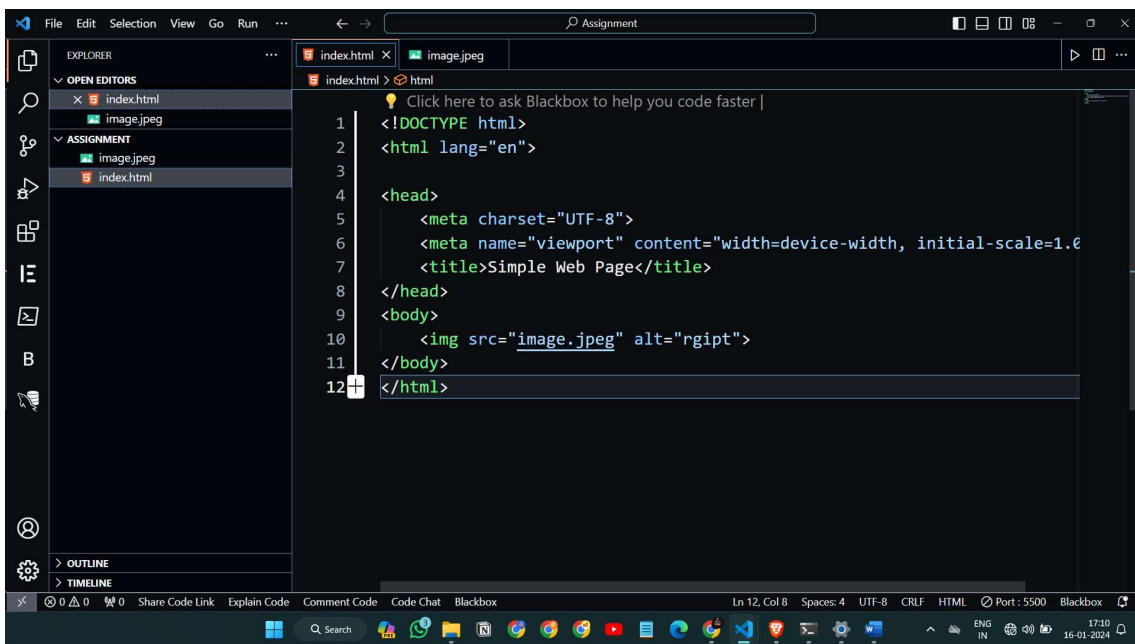 File Edit Selection View Go Run ··· Assignment
EXPLORER ···
OPEN EDITORS
index.html
image.jpeg
ASSIGNMENT
image.jpeg
index.html
OUTLINE
TIMELINE
index.html image.jpeg
index.html > html
Click here to ask Blackbox to help you code faster |
1 <!DOCTYPE html>
2 <html lang="en">
3
4 <head>
5 <meta charset="UTF-8">
6 <meta name="viewport" content="width=device-width, initial-scale=1.0
7 <title>Simple Web Page</title>
8 </head>
9 <body>
10 <img src="image.jpeg" alt="rgipt">
11 </body>
12 </html>
0 0 0 Share Code Link Explain Code Comment Code Code Chat Blackbox Ln 12, Col 8 Spaces: 4 UTF-8 CRLF HTML Port : 5500 Blackbox
Search 3 ENG 17:10
IN 16-01-2024